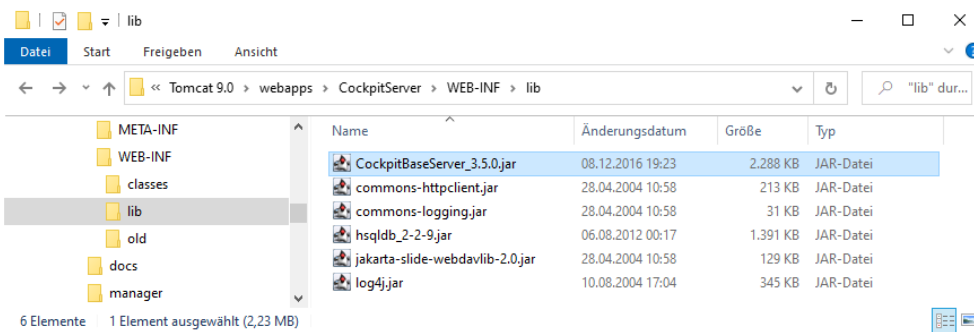 lib
Datei Start Freigeben Ansicht
« Tomcat 9.0 › webapps › CockpitServer › WEB-INF › lib "lib" dur...
META-INF
WEB-INF
classes
lib
old
docs
manager
Name Änderungsdatum Größe Typ
CockpitBaseServer_3.5.0.jar 08.12.2016 19:23 2.288 KB JAR-Datei
commons-httpclient.jar 28.04.2004 10:58 213 KB JAR-Datei
commons-logging.jar 28.04.2004 10:58 31 KB JAR-Datei
hsqldb_2-2-9.jar 06.08.2012 00:17 1.391 KB JAR-Datei
jakarta-slide-webdavlib-2.0.jar 28.04.2004 10:58 129 KB JAR-Datei
log4j.jar 10.08.2004 17:04 345 KB JAR-Datei
6 Elemente 1 Element ausgewählt (2,23 MB)